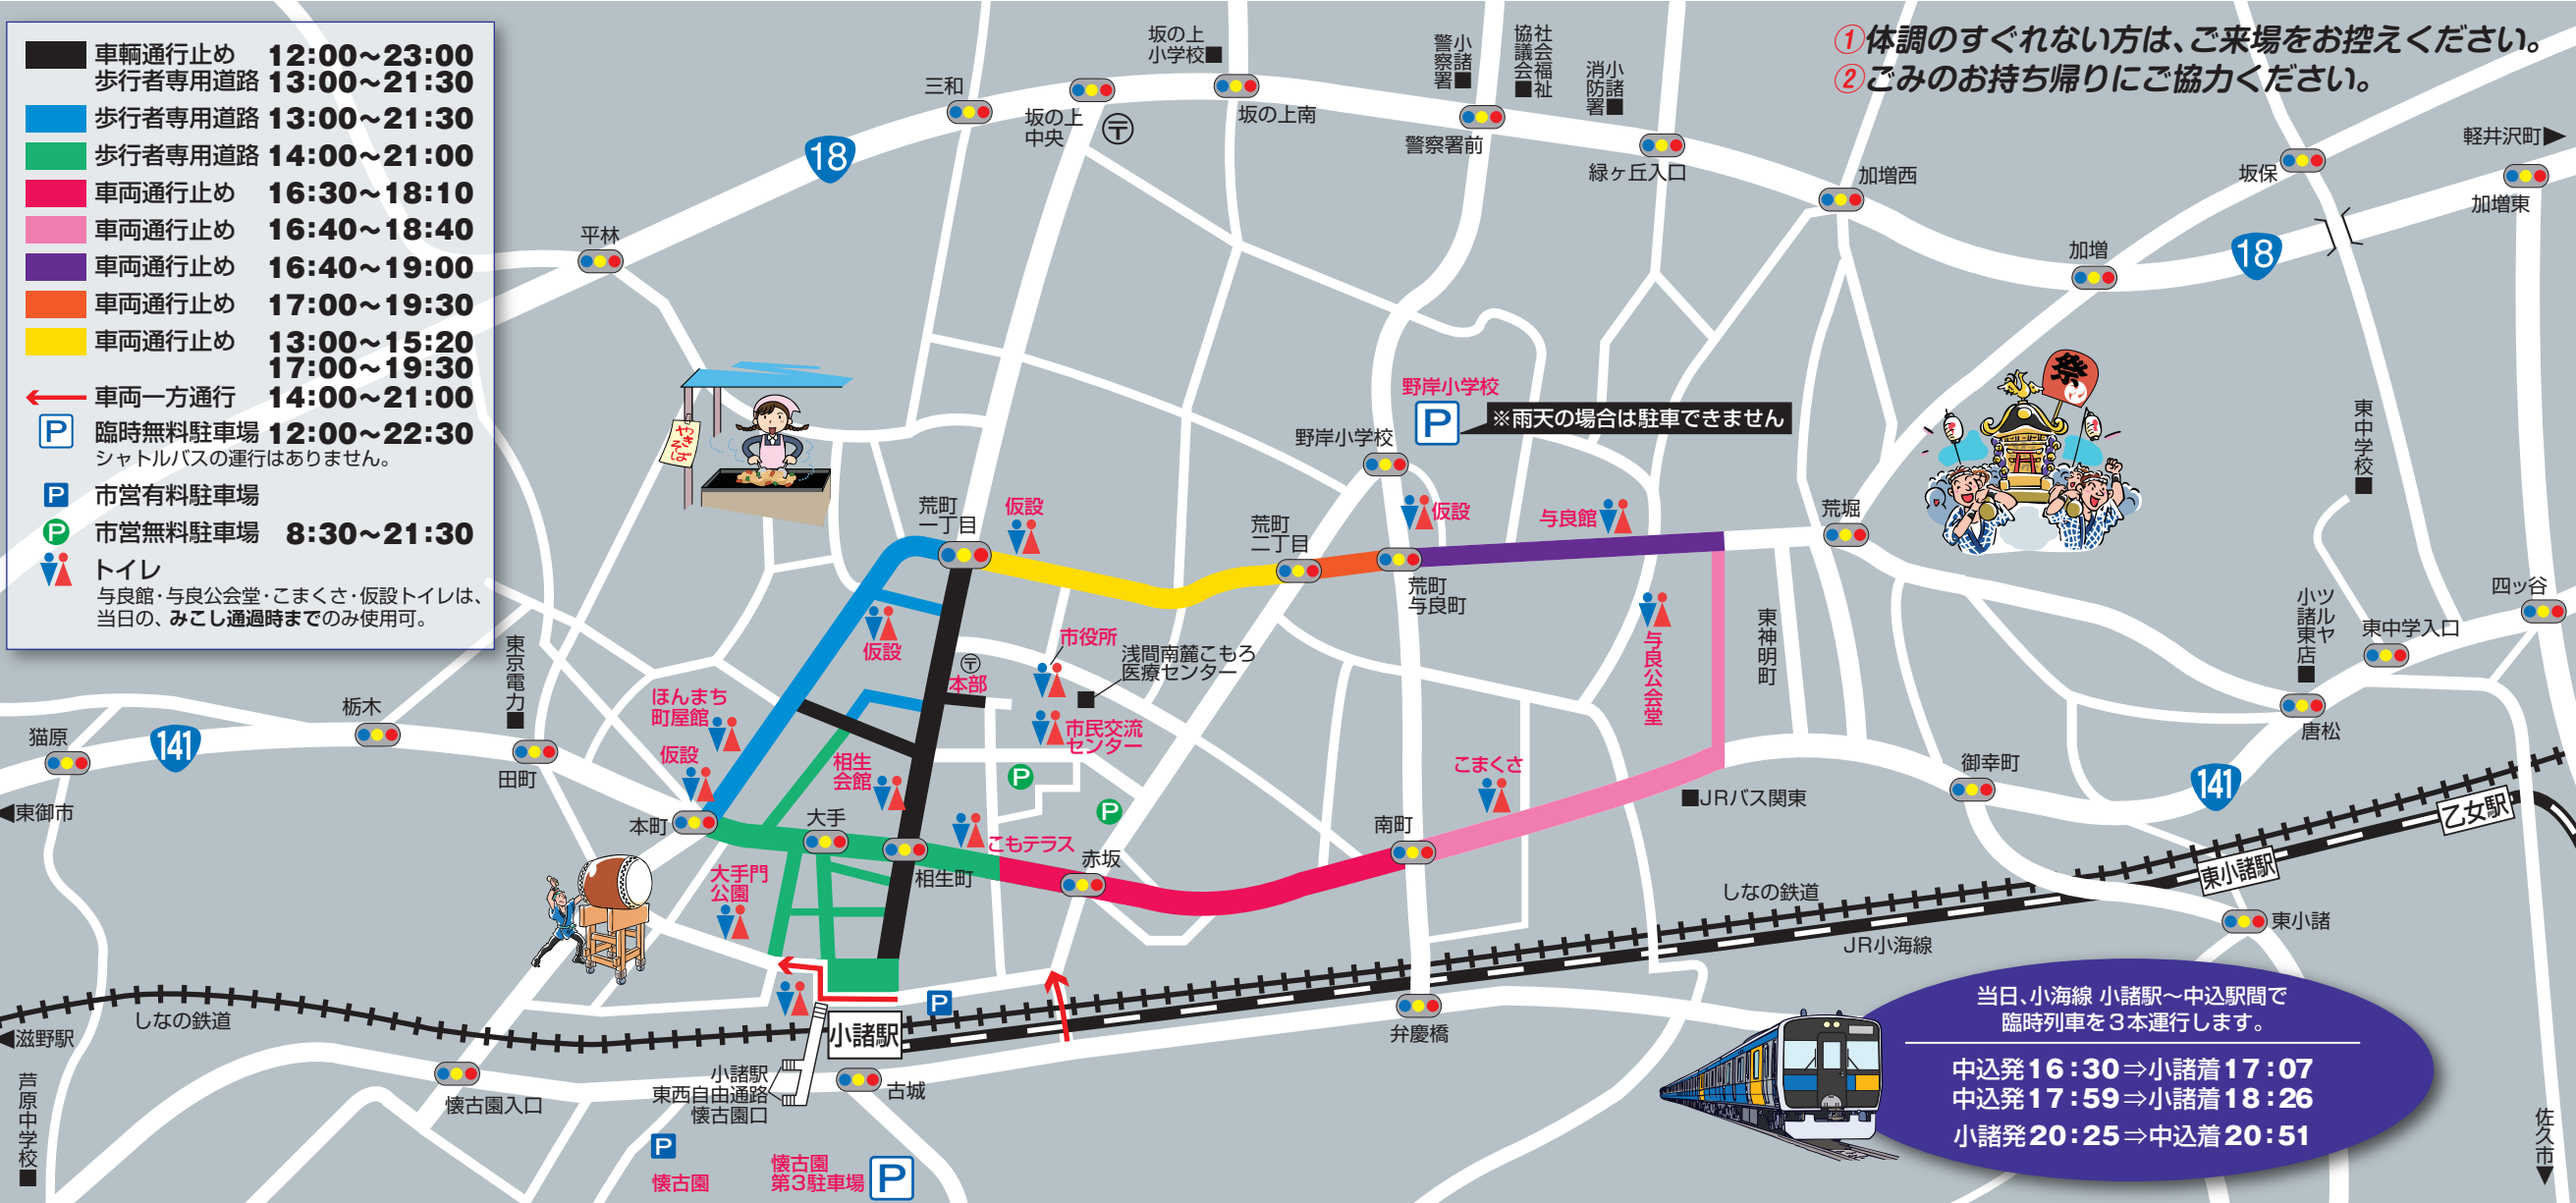 車輌通行止め 12:00〜23:00
歩行者専用道路 13:00〜21:30
歩行者専用道路 13:00〜21:30
歩行者専用道路 14:00〜21:00
車両通行止め 16:30〜18:10
車両通行止め 16:40〜18:40
車両通行止め 16:40〜19:00
車両通行止め 17:00〜19:30
車両通行止め 13:00〜15:20
17:00〜19:30
車両一方通行 14:00〜21:00
P 臨時無料駐車場 12:00〜22:30
シャトルバスの運行はありません。
P 市営有料駐車場
P 市営無料駐車場 8:30〜21:30
トイレ
与良館・与良公会堂・こまくさ・仮設トイレは、
当日の、みこし通過時までのみ使用可。
①体調のすぐれない方は、ご来場をお控えください。
②ごみのお持ち帰りにご協力ください。
坂の上
小学校■
小諸
警察署■
社会福祉
協議会■
小諸
消防署■
三和
坂の上
中央
〒
坂の上南
警察署前
緑ヶ丘入口
加増西
坂保
軽井沢町▶
加増東
加増
18
18
平林
やきそば
祭
野岸小学校
P
※雨天の場合は駐車できません
野岸小学校
東中学校■
荒町
一丁目
仮設
荒町
二丁目
仮設
与良館
荒堀
荒町
与良町
与良公会堂
東神明町
ツルヤ
小諸東店■
四ッ谷
東中学入口
唐松
東京電力■
仮設
〒
本部
市役所
浅間南麓こもろ
医療センター
市民交流
センター
ほんまち
町屋館
仮設
栃木
猫原
141
田町
◀東御市
本町
相生
会館
大手
P
P
こもテラス
相生町
赤坂
南町
こまくさ
■JRバス関東
御幸町
141
乙女駅
東小諸駅
東小諸
大手門
公園
しなの鉄道
JR小海線
しなの鉄道
◀滋野駅
P
小諸駅
弁慶橋
小諸駅
東西自由通路
懐古園口
古城
懐古園入口
芦原中学校■
P
懐古園
懐古園
第3駐車場
P
当日、小海線 小諸駅〜中込駅間で
臨時列車を3本運行します。
中込発16:30⇒小諸着17:07
中込発17:59⇒小諸着18:26
小諸発20:25⇒中込着20:51
佐久市▼